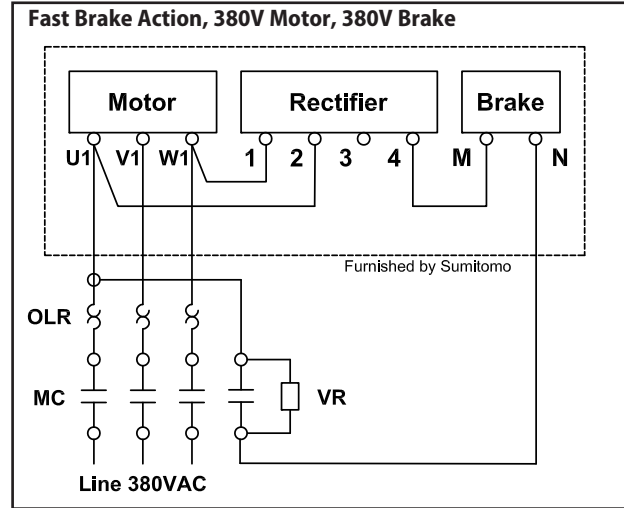 Fast Brake Action, 380V Motor, 380V Brake
Motor Rectifier Brake
U1 V1 W1 1 2 3 4 M N
Furnished by Sumitomo
OLR
MC VR
Line 380VAC